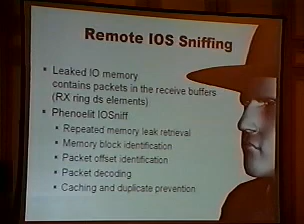 Remote IOS Sniffing
Leaked IO memory
contains packets in the receive buffers
(RX ring ds elements)
Phenoelit IOSniff
Repeated memory leak retrieval
Memory block identification
Packet offset identification
Packet decoding
Caching and duplicate prevention